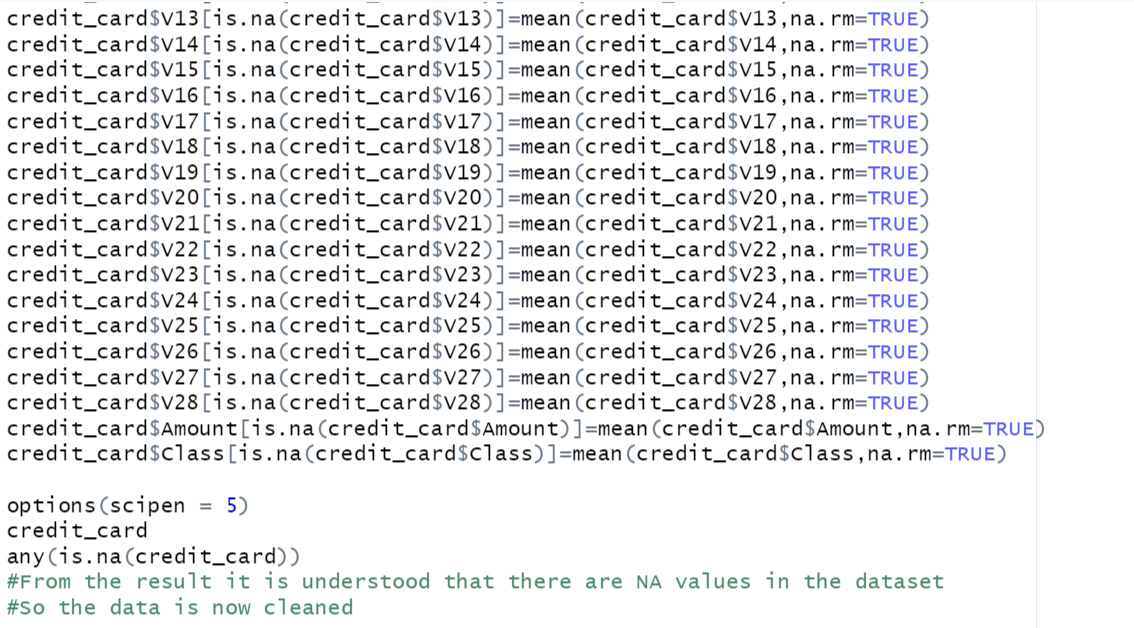 credit_card$V13[is.na(credit_card$V13)]=mean(credit_card$V13,na.rm=TRUE)
credit_card$V14[is.na(credit_card$V14)]=mean(credit_card$V14,na.rm=TRUE)
credit_card$V15[is.na(credit_card$V15)]=mean(credit_card$V15,na.rm=TRUE)
credit_card$V16[is.na(credit_card$V16)]=mean(credit_card$V16,na.rm=TRUE)
credit_card$V17[is.na(credit_card$V17)]=mean(credit_card$V17,na.rm=TRUE)
credit_card$V18[is.na(credit_card$V18)]=mean(credit_card$V18,na.rm=TRUE)
credit_card$V19[is.na(credit_card$V19)]=mean(credit_card$V19,na.rm=TRUE)
credit_card$V20[is.na(credit_card$V20)]=mean(credit_card$V20,na.rm=TRUE)
credit_card$V21[is.na(credit_card$V21)]=mean(credit_card$V21,na.rm=TRUE)
credit_card$V22[is.na(credit_card$V22)]=mean(credit_card$V22,na.rm=TRUE)
credit_card$V23[is.na(credit_card$V23)]=mean(credit_card$V23,na.rm=TRUE)
credit_card$V24[is.na(credit_card$V24)]=mean(credit_card$V24,na.rm=TRUE)
credit_card$V25[is.na(credit_card$V25)]=mean(credit_card$V25,na.rm=TRUE)
credit_card$V26[is.na(credit_card$V26)]=mean(credit_card$V26,na.rm=TRUE)
credit_card$V27[is.na(credit_card$V27)]=mean(credit_card$V27,na.rm=TRUE)
credit_card$V28[is.na(credit_card$V28)]=mean(credit_card$V28,na.rm=TRUE)
credit_card$Amount[is.na(credit_card$Amount)]=mean(credit_card$Amount,na.rm=TRUE)
credit_card$Class[is.na(credit_card$Class)]=mean(credit_card$Class,na.rm=TRUE)
options(scipen = 5)
credit_card
any(is.na(credit_card))
#From the result it is understood that there are NA values in the dataset
#So the data is now cleaned